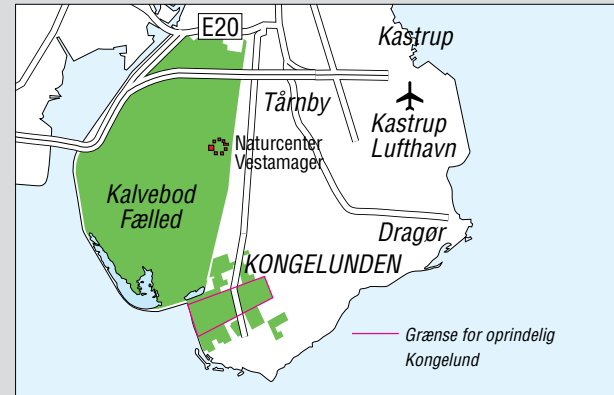 E20
Kastrup
Tårnby
Kastrup
Lufthavn
Naturcenter
Vestamager
Kalvebod
Fælled
Dragør
KONGELUNDEN
Grænse for oprindelig
Kongelund